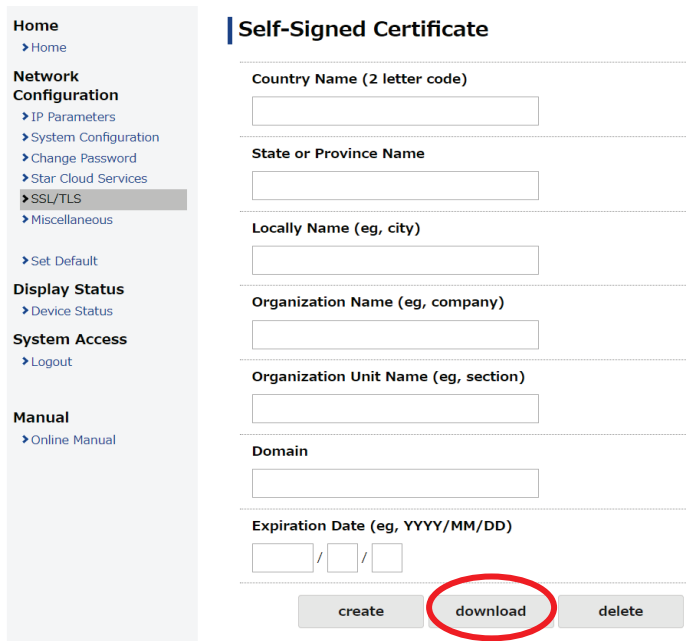 Home
Home
Network
Configuration
IP Parameters
System Configuration
Change Password
Star Cloud Services
SSL/TLS
Miscellaneous
Set Default
Display Status
Device Status
System Access
Logout
Manual
Online Manual
Self-Signed Certificate
Country Name (2 letter code)
State or Province Name
Locally Name (eg, city)
Organization Name (eg, company)
Organization Unit Name (eg, section)
Domain
Expiration Date (eg, YYYY/MM/DD)
/ /
create download delete